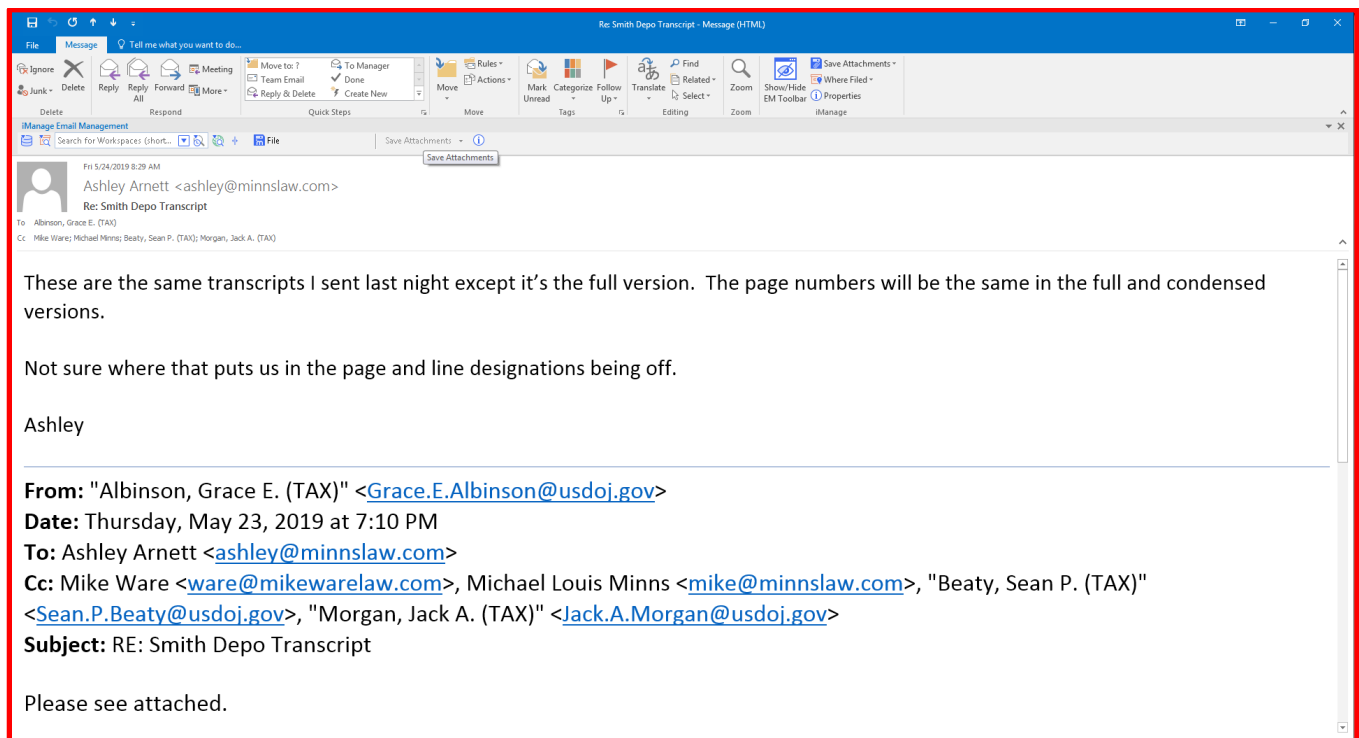 Re: Smith Depo Transcript - Message (HTML)
File Message Tell me what you want to do...
Ignore
Junk
Delete
Reply
Reply All
Forward
Meeting
More
Move to: ?
Team Email
Reply & Delete
To Manager
Done
Create New
Move
Rules
Actions
Mark Unread
Categorize
Follow Up
Translate
Find
Related
Select
Zoom
Show/Hide EM Toolbar
Save Attachments
Where Filed
Properties
Delete Respond Quick Steps Move Tags Editing Zoom iManage
iManage Email Management
Search for Workspaces (short... File Save Attachments
Save Attachments
Fri 5/24/2019 8:29 AM
Ashley Arnett <ashley@minnslaw.com>
Re: Smith Depo Transcript
To Albinson, Grace E. (TAX)
Cc Mike Ware; Michael Minns; Beaty, Sean P. (TAX); Morgan, Jack A. (TAX)
These are the same transcripts I sent last night except it’s the full version. The page numbers will be the same in the full and condensed
versions.
Not sure where that puts us in the page and line designations being off.
Ashley
From: "Albinson, Grace E. (TAX)" <Grace.E.Albinson@usdoj.gov>
Date: Thursday, May 23, 2019 at 7:10 PM
To: Ashley Arnett <ashley@minnslaw.com>
Cc: Mike Ware <ware@mikewarelaw.com>, Michael Louis Minns <mike@minnslaw.com>, "Beaty, Sean P. (TAX)"
<Sean.P.Beaty@usdoj.gov>, "Morgan, Jack A. (TAX)" <Jack.A.Morgan@usdoj.gov>
Subject: RE: Smith Depo Transcript
Please see attached.